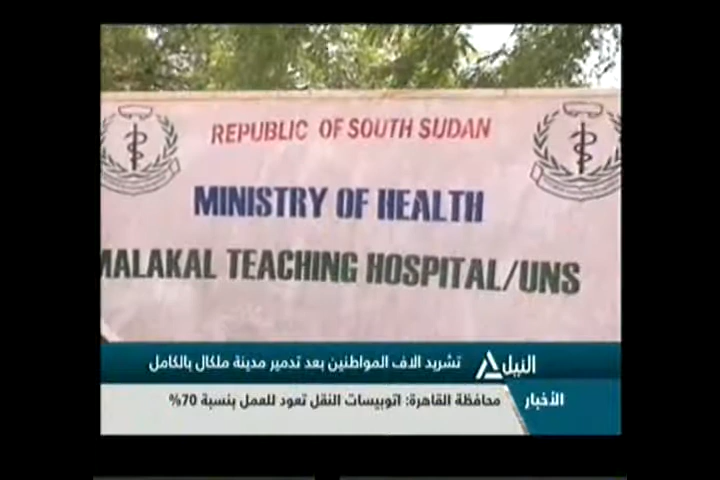 REPUBLIC OF SOUTH SUDAN
MINISTRY OF HEALTH
MALAKAL TEACHING HOSPITAL/UNS
تشريد الاف المواطنين بعد تدمير مدينة ملكال بالكامل
النيل
محافظة القاهرة: اتوبيسات النقل تعود للعمل بنسبة 70%
الأخبار